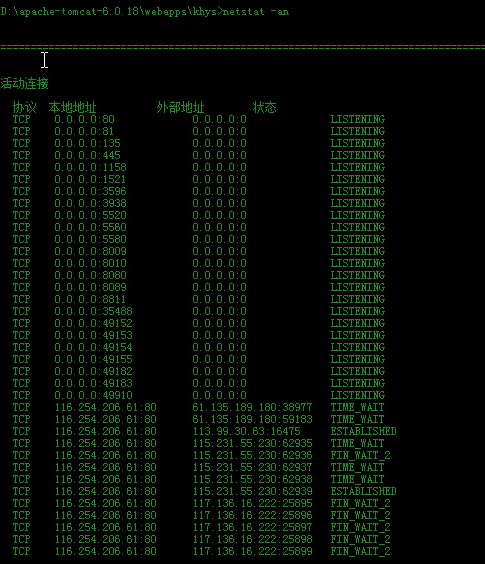 D:\apache-tomcat-6.0.18\webapps\khys>netstat -an
================================================================================
活动连接
协议 本地地址 外部地址 状态
TCP 0.0.0.0:80 0.0.0.0:0 LISTENING
TCP 0.0.0.0:81 0.0.0.0:0 LISTENING
TCP 0.0.0.0:135 0.0.0.0:0 LISTENING
TCP 0.0.0.0:445 0.0.0.0:0 LISTENING
TCP 0.0.0.0:1158 0.0.0.0:0 LISTENING
TCP 0.0.0.0:1521 0.0.0.0:0 LISTENING
TCP 0.0.0.0:3596 0.0.0.0:0 LISTENING
TCP 0.0.0.0:3938 0.0.0.0:0 LISTENING
TCP 0.0.0.0:5520 0.0.0.0:0 LISTENING
TCP 0.0.0.0:5560 0.0.0.0:0 LISTENING
TCP 0.0.0.0:5580 0.0.0.0:0 LISTENING
TCP 0.0.0.0:8009 0.0.0.0:0 LISTENING
TCP 0.0.0.0:8010 0.0.0.0:0 LISTENING
TCP 0.0.0.0:8080 0.0.0.0:0 LISTENING
TCP 0.0.0.0:8089 0.0.0.0:0 LISTENING
TCP 0.0.0.0:8811 0.0.0.0:0 LISTENING
TCP 0.0.0.0:35488 0.0.0.0:0 LISTENING
TCP 0.0.0.0:49152 0.0.0.0:0 LISTENING
TCP 0.0.0.0:49153 0.0.0.0:0 LISTENING
TCP 0.0.0.0:49154 0.0.0.0:0 LISTENING
TCP 0.0.0.0:49155 0.0.0.0:0 LISTENING
TCP 0.0.0.0:49182 0.0.0.0:0 LISTENING
TCP 0.0.0.0:49183 0.0.0.0:0 LISTENING
TCP 0.0.0.0:49910 0.0.0.0:0 LISTENING
TCP 116.254.206.61:80 61.135.189.180:38977 TIME_WAIT
TCP 116.254.206.61:80 61.135.189.180:59183 TIME_WAIT
TCP 116.254.206.61:80 113.99.30.63:16475 ESTABLISHED
TCP 116.254.206.61:80 115.231.55.230:62935 TIME_WAIT
TCP 116.254.206.61:80 115.231.55.230:62936 FIN_WAIT_2
TCP 116.254.206.61:80 115.231.55.230:62937 TIME_WAIT
TCP 116.254.206.61:80 115.231.55.230:62938 TIME_WAIT
TCP 116.254.206.61:80 115.231.55.230:62939 ESTABLISHED
TCP 116.254.206.61:80 117.136.16.222:25895 FIN_WAIT_2
TCP 116.254.206.61:80 117.136.16.222:25896 FIN_WAIT_2
TCP 116.254.206.61:80 117.136.16.222:25897 FIN_WAIT_2
TCP 116.254.206.61:80 117.136.16.222:25898 FIN_WAIT_2
TCP 116.254.206.61:80 117.136.16.222:25899 FIN_WAIT_2